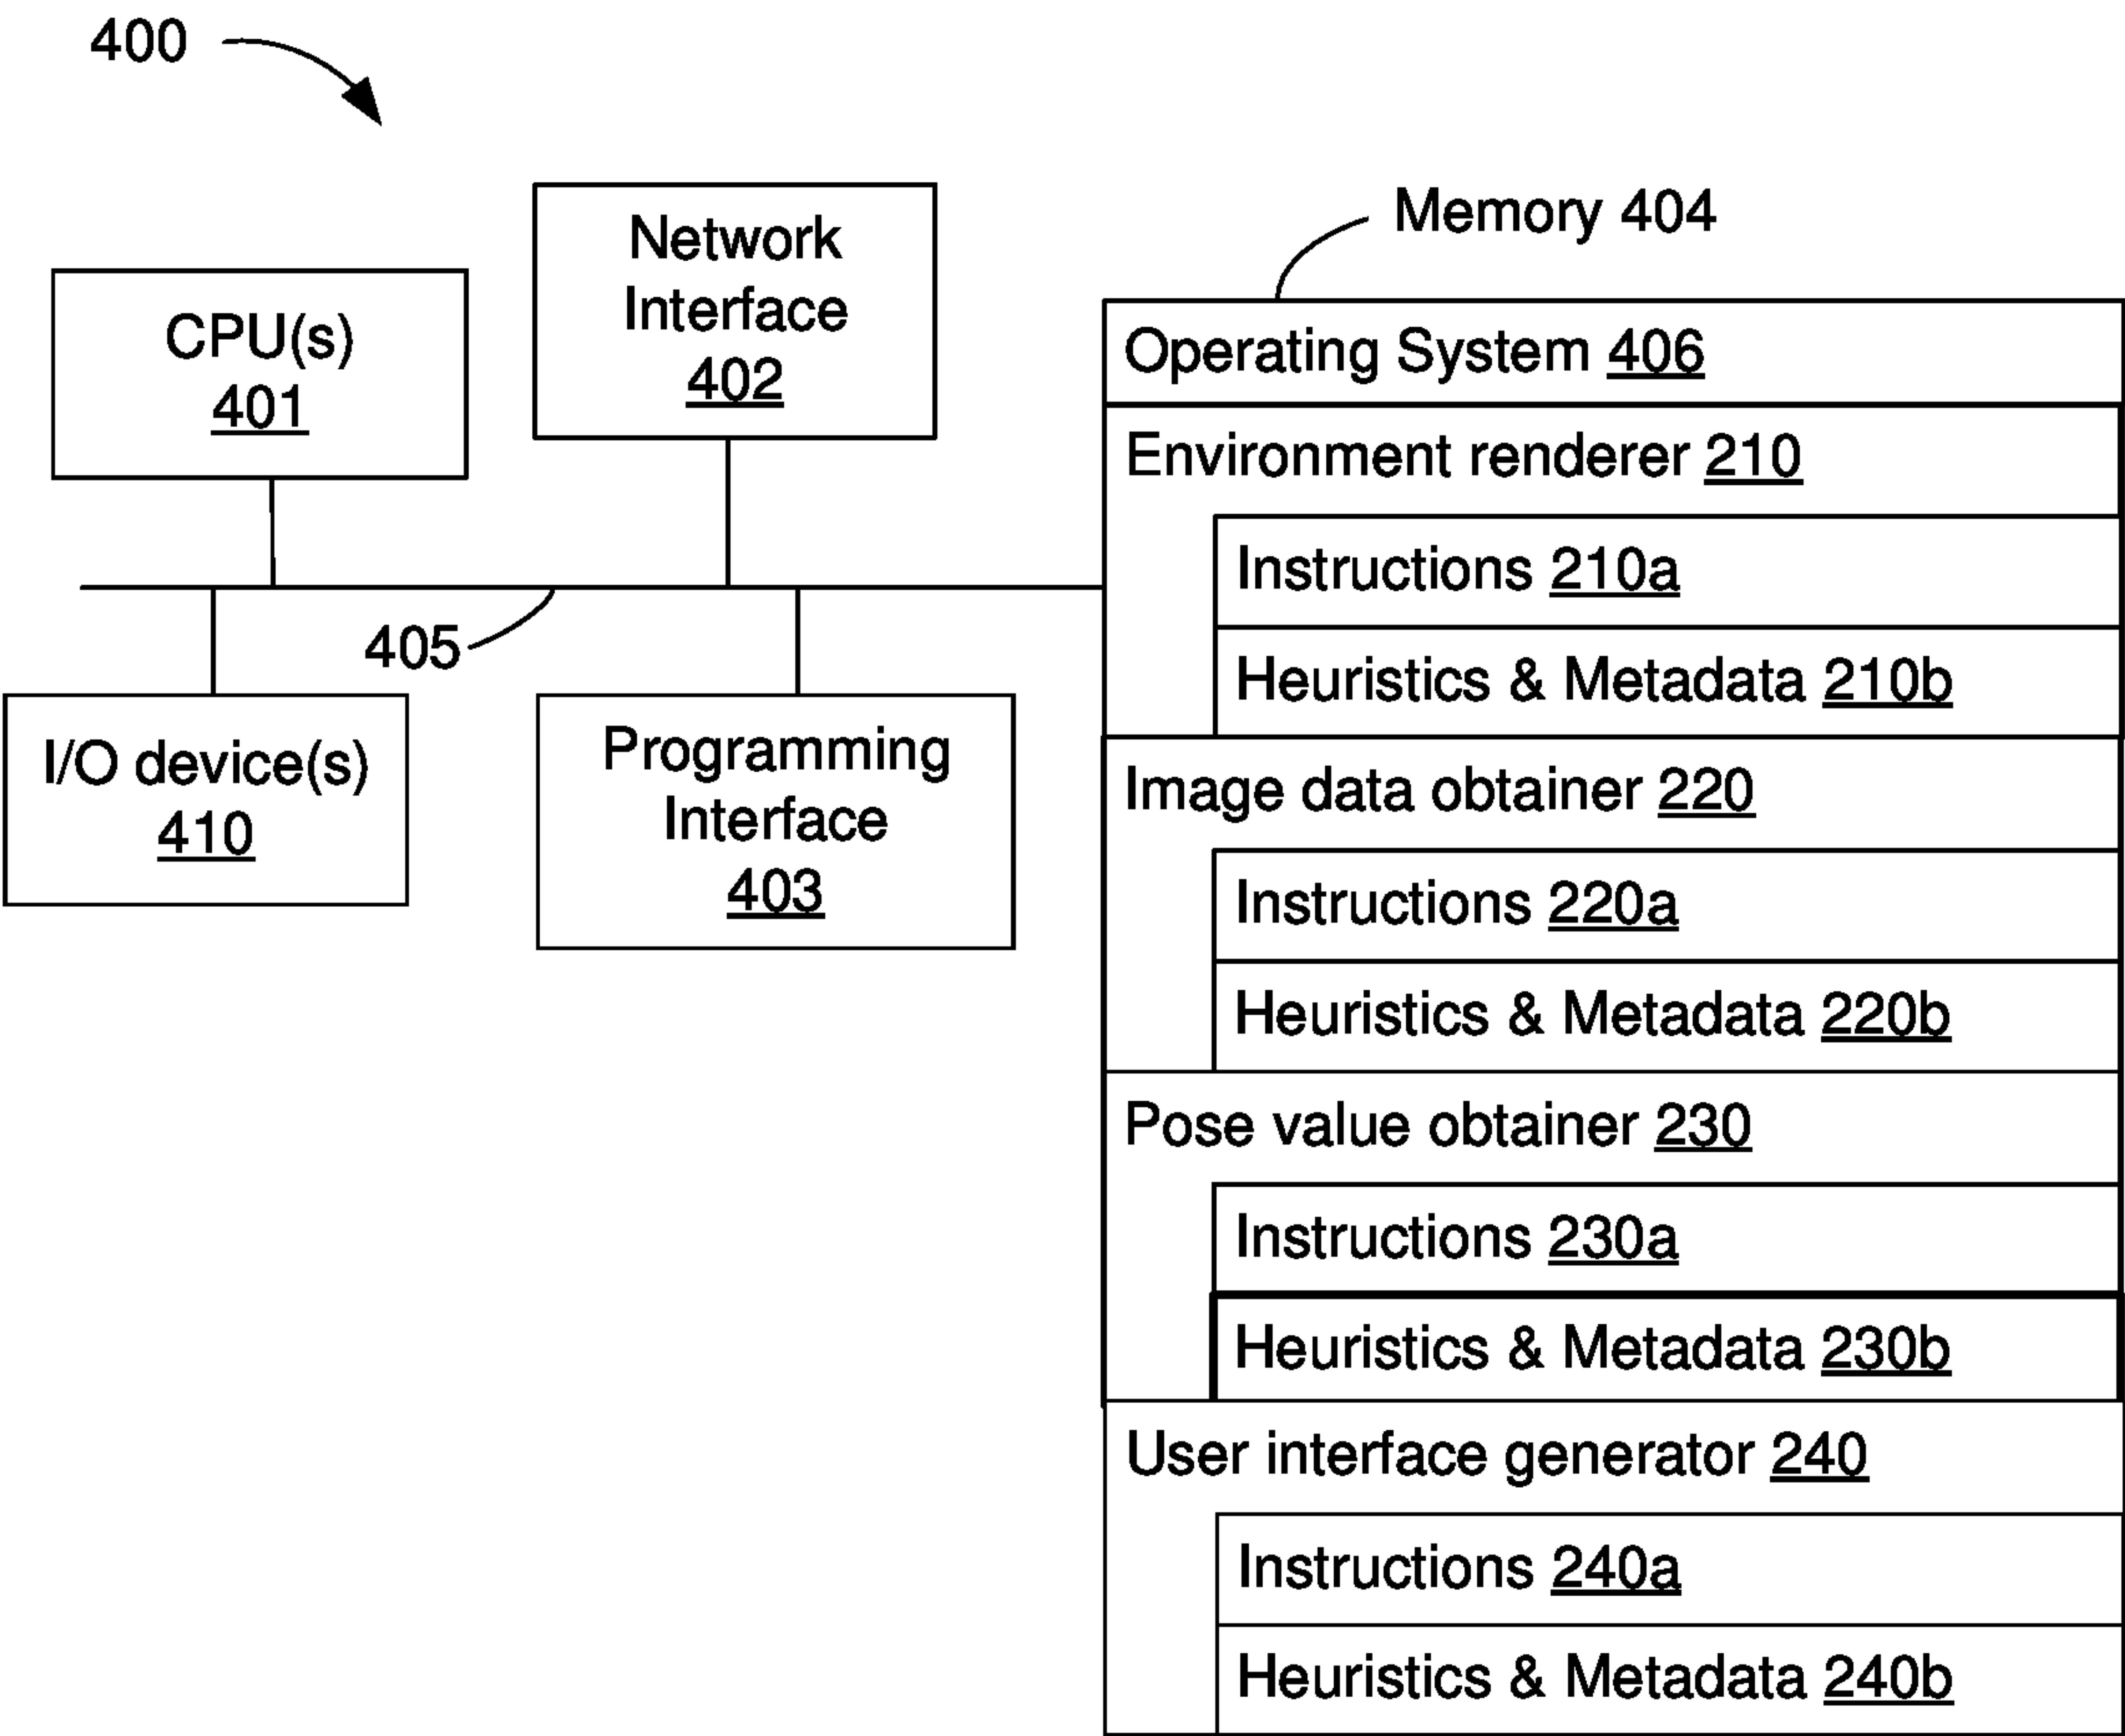 400
Network
Interface
402
CPU(s)
401
405
I/O device(s)
410
Programming
Interface
403
Memory 404
Operating System 406
Environment renderer 210
Instructions 210a
Heuristics & Metadata 210b
Image data obtainer 220
Instructions 220a
Heuristics & Metadata 220b
Pose value obtainer 230
Instructions 230a
Heuristics & Metadata 230b
User interface generator 240
Instructions 240a
Heuristics & Metadata 240b